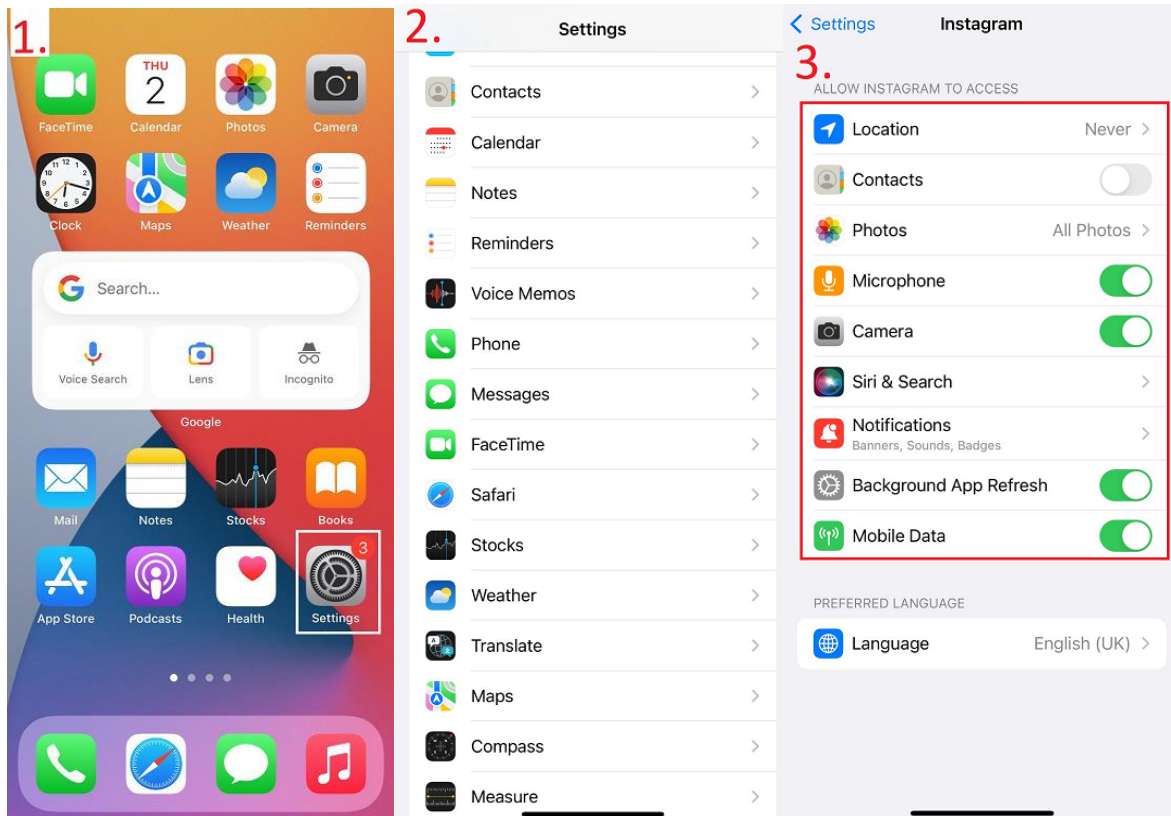 1.
THU
2
FaceTime
Calendar
Photos
Camera
Clock
Maps
Weather
Reminders
Search...
Voice Search
Lens
Incognito
Google
Mail
Notes
Stocks
Books
3
App Store
Podcasts
Health
Settings
2.
Settings
Contacts
Calendar
Notes
Reminders
Voice Memos
Phone
Messages
FaceTime
Safari
Stocks
Weather
Translate
Maps
Compass
Measure
Settings
Instagram
3.
ALLOW INSTAGRAM TO ACCESS
Location Never
Contacts
Photos All Photos
Microphone
Camera
Siri & Search
Notifications
Banners, Sounds, Badges
Background App Refresh
Mobile Data
PREFERRED LANGUAGE
Language English (UK)